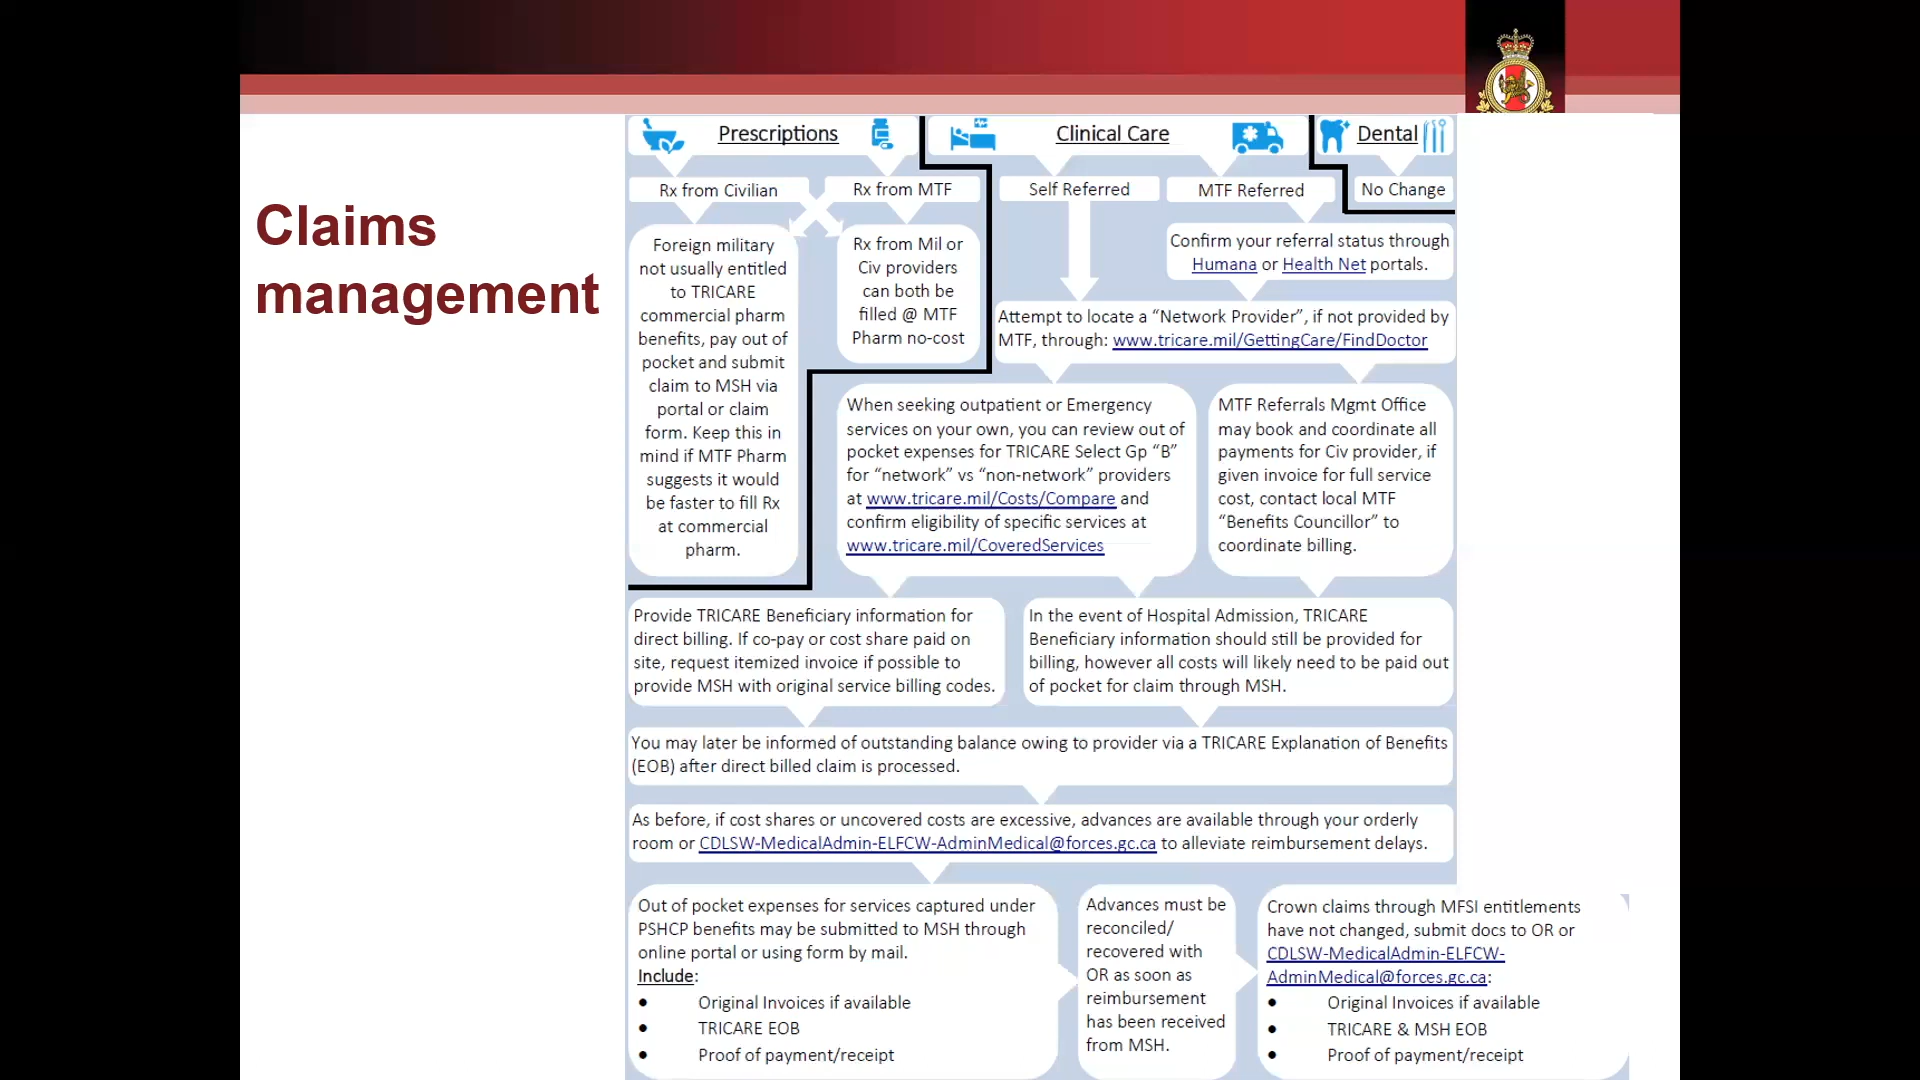 Claims
management
Prescriptions
Clinical Care
Dental
Rx from Civilian
Rx from MTF
Self Referred
MTF Referred
No Change
Foreign military
not usually entitled
to TRICARE
commercial pharm
benefits, pay out of
pocket and submit
claim to MSH via
portal or claim
form. Keep this in
mind if MTF Pharm
suggests it would
be faster to fill Rx
at commercial
pharm.
Rx from Mil or
Civ providers
can both be
filled @ MTF
Pharm no-cost
Confirm your referral status through
Humana or Health Net portals.
Attempt to locate a “Network Provider”, if not provided by
MTF, through: www.tricare.mil/GettingCare/FindDoctor
When seeking outpatient or Emergency
services on your own, you can review out of
pocket expenses for TRICARE Select Gp “B”
for “network” vs “non-network” providers
at www.tricare.mil/Costs/Compare and
confirm eligibility of specific services at
www.tricare.mil/CoveredServices
MTF Referrals Mgmt Office
may book and coordinate all
payments for Civ provider, if
given invoice for full service
cost, contact local MTF
“Benefits Councillor” to
coordinate billing.
Provide TRICARE Beneficiary information for
direct billing. If co-pay or cost share paid on
site, request itemized invoice if possible to
provide MSH with original service billing codes.
In the event of Hospital Admission, TRICARE
Beneficiary information should still be provided for
billing, however all costs will likely need to be paid out
of pocket for claim through MSH.
You may later be informed of outstanding balance owing to provider via a TRICARE Explanation of Benefits
(EOB) after direct billed claim is processed.
As before, if cost shares or uncovered costs are excessive, advances are available through your orderly
room or CDLSW-MedicalAdmin-ELFCW-AdminMedical@forces.gc.ca to alleviate reimbursement delays.
Out of pocket expenses for services captured under
PSHCP benefits may be submitted to MSH through
online portal or using form by mail.
Include:
● Original Invoices if available
● TRICARE EOB
● Proof of payment/receipt
Advances must be
reconciled/
recovered with
OR as soon as
reimbursement
has been received
from MSH.
Crown claims through MFSI entitlements
have not changed, submit docs to OR or
CDLSW-MedicalAdmin-ELFCW-
AdminMedical@forces.gc.ca:
● Original Invoices if available
● TRICARE & MSH EOB
● Proof of payment/receipt